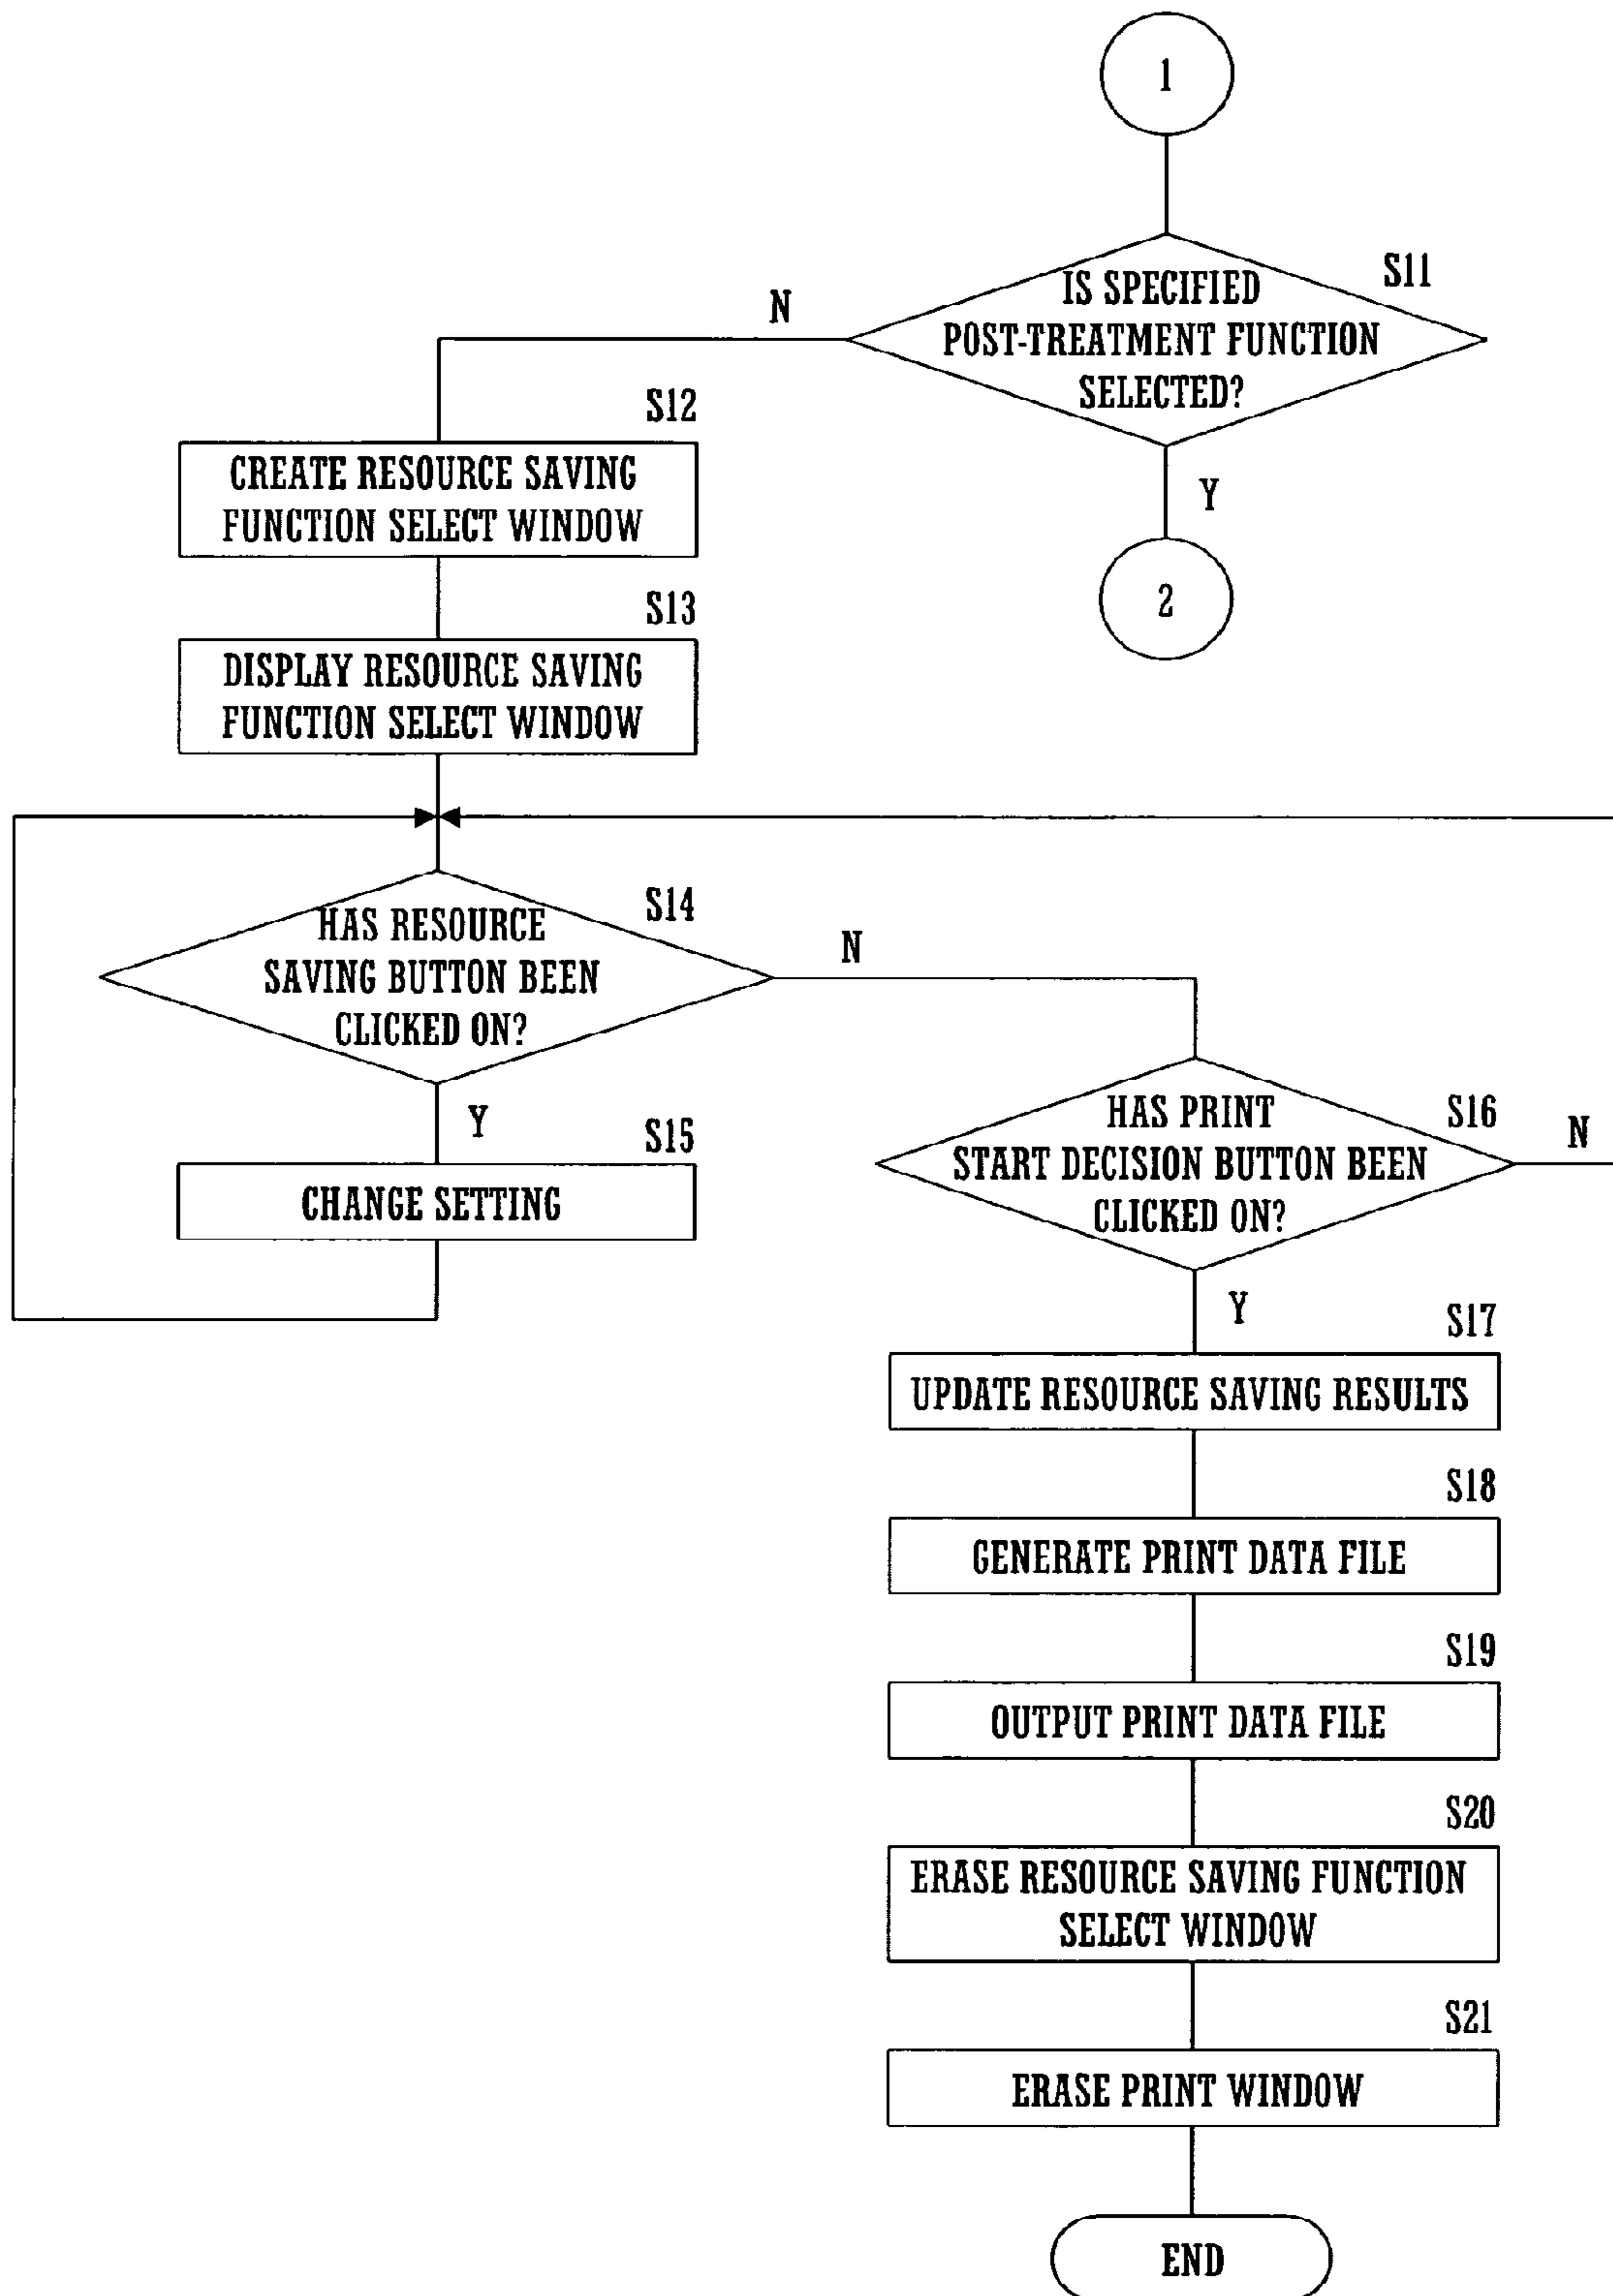 1
S11
IS SPECIFIED
POST-TREATMENT FUNCTION
SELECTED?
N
Y
2
S12
CREATE RESOURCE SAVING
FUNCTION SELECT WINDOW
S13
DISPLAY RESOURCE SAVING
FUNCTION SELECT WINDOW
S14
HAS RESOURCE
SAVING BUTTON BEEN
CLICKED ON?
N
Y
S15
CHANGE SETTING
S16
HAS PRINT
START DECISION BUTTON BEEN
CLICKED ON?
N
Y
S17
UPDATE RESOURCE SAVING RESULTS
S18
GENERATE PRINT DATA FILE
S19
OUTPUT PRINT DATA FILE
S20
ERASE RESOURCE SAVING FUNCTION
SELECT WINDOW
S21
ERASE PRINT WINDOW
END